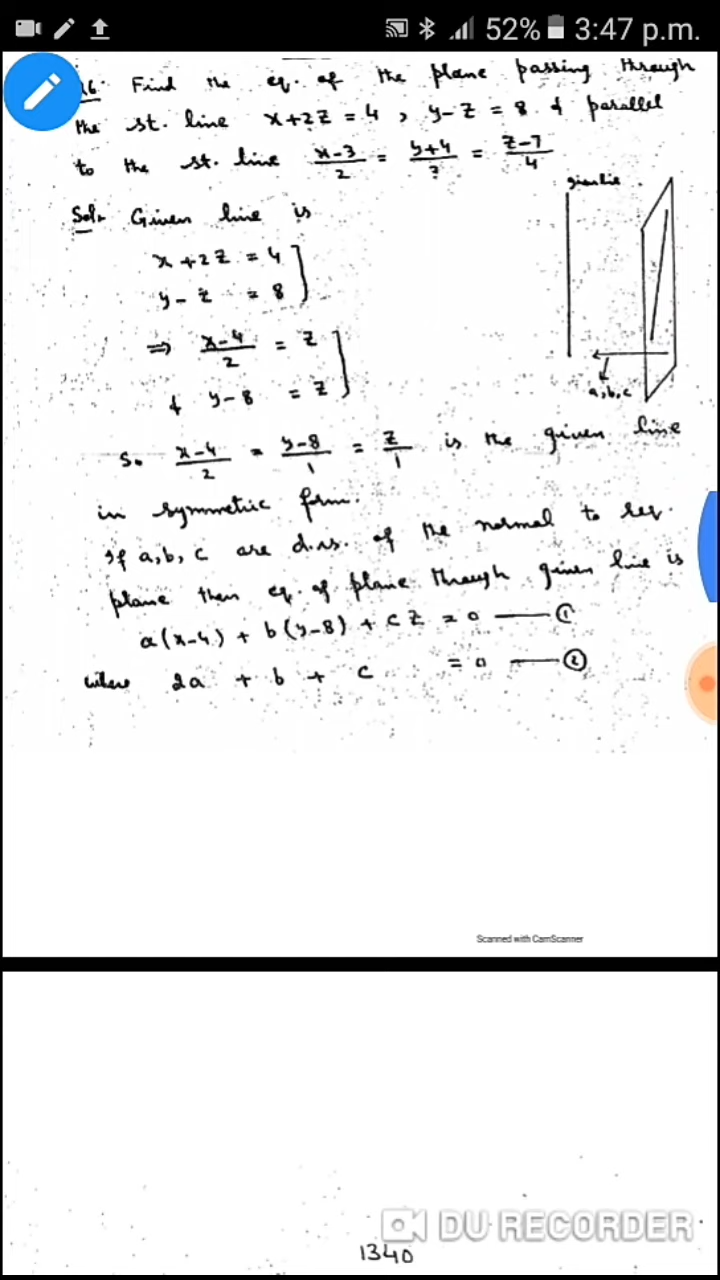 52% 3:47 p.m.
Find the eq. of the plane passing through
the st. line x+2z = 4 , y-z = 8 & parallel
to the st. line x-3/2 = y+4/3 = z-7/4
Sol. Given line is
x+2z = 4
y-z = 8
⇒ x-4/2 = z
& y-8 = z
So x-4/2 = y-8/1 = z/1 is the given line
in symmetric form.
If a,b,c are d.rs. of the normal to req.
plane then eq. of plane through given line is
a(x-4) + b(y-8) + cz = 0 — ①
where 2a + b + c = 0 — ②
a,b,c
Scanned with CamScanner
DU RECORDER
1340